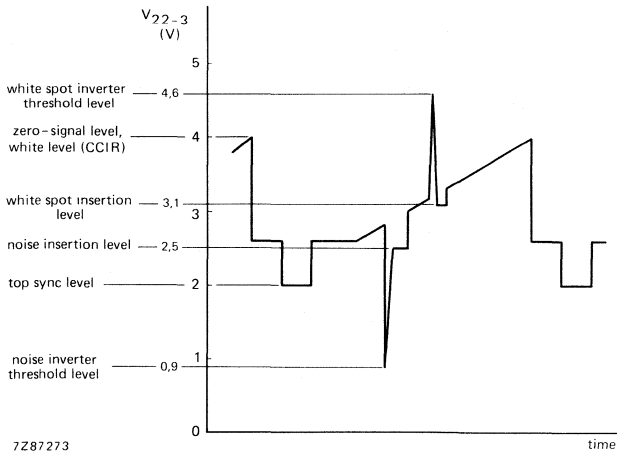 V22-3
(V)
5
white spot inverter
threshold level
4,6
zero-signal level,
white level (CCIR)
4
white spot insertion
level
3,1
3
noise insertion level
2,5
top sync level
2
1
noise inverter
threshold level
0,9
0
7Z87273
time